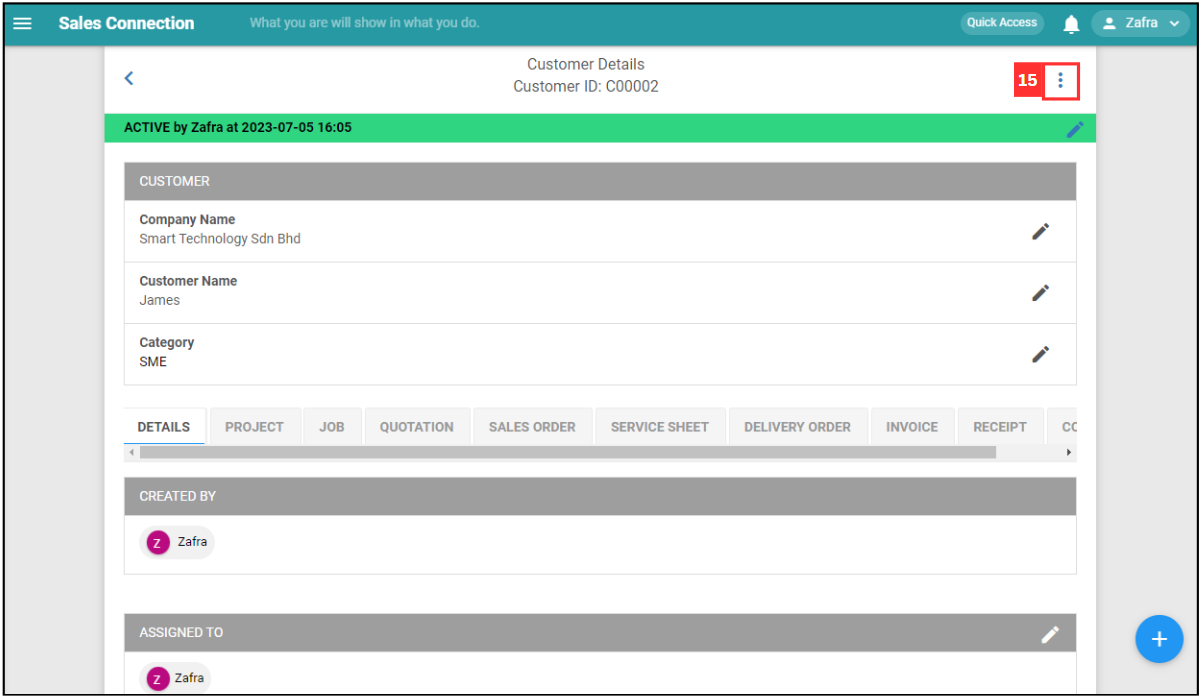 Sales Connection What you are will show in what you do. Quick Access Zafra
Customer Details
Customer ID: C00002
15
ACTIVE by Zafra at 2023-07-05 16:05
CUSTOMER
Company Name
Smart Technology Sdn Bhd
Customer Name
James
Category
SME
DETAILS PROJECT JOB QUOTATION SALES ORDER SERVICE SHEET DELIVERY ORDER INVOICE RECEIPT CO
CREATED BY
Z Zafra
ASSIGNED TO
Z Zafra